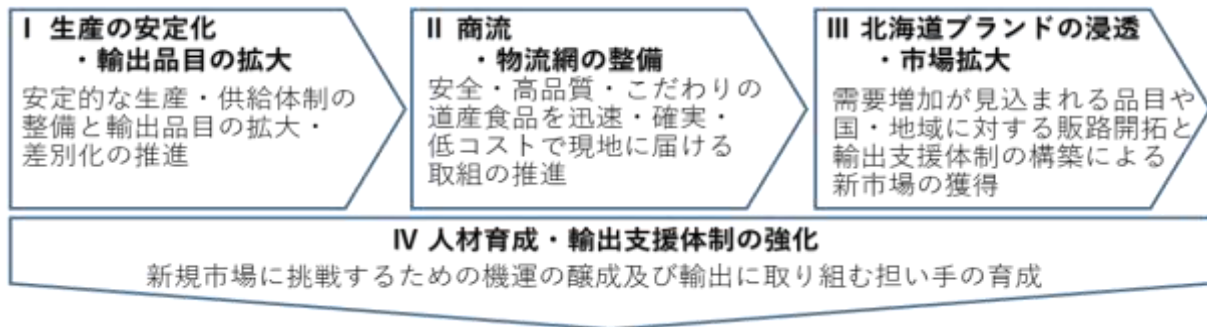 Ⅰ 生産の安定化
・輸出品目の拡大
安定的な生産・供給体制の
整備と輸出品目の拡大・
差別化の推進
Ⅱ 商流
・物流網の整備
安全・高品質・こだわりの
道産食品を迅速・確実・
低コストで現地に届ける
取組の推進
Ⅲ 北海道ブランドの浸透
・市場拡大
需要増加が見込まれる品目や
国・地域に対する販路開拓と
輸出支援体制の構築による
新市場の獲得
Ⅳ 人材育成・輸出支援体制の強化
新規市場に挑戦するための機運の醸成及び輸出に取り組む担い手の育成